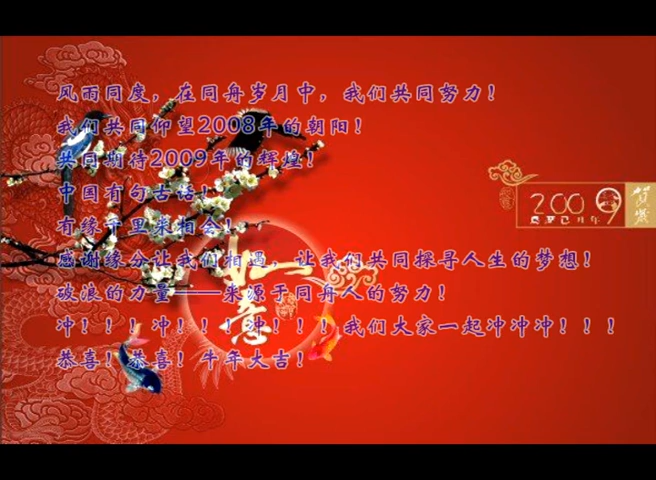 风雨同度，在同舟岁月中，我们共同努力！
我们共同仰望2008年的朝阳！
共同期待2009年的辉煌！
中国有句古话！
有缘千里来相会！
感谢缘分让我们相遇，让我们共同探寻人生的梦想！
破浪的力量——来源于同舟人的努力！
冲！！！冲！！！冲！！！我们大家一起冲冲冲！！！
恭喜！恭喜！牛年大吉！
2009